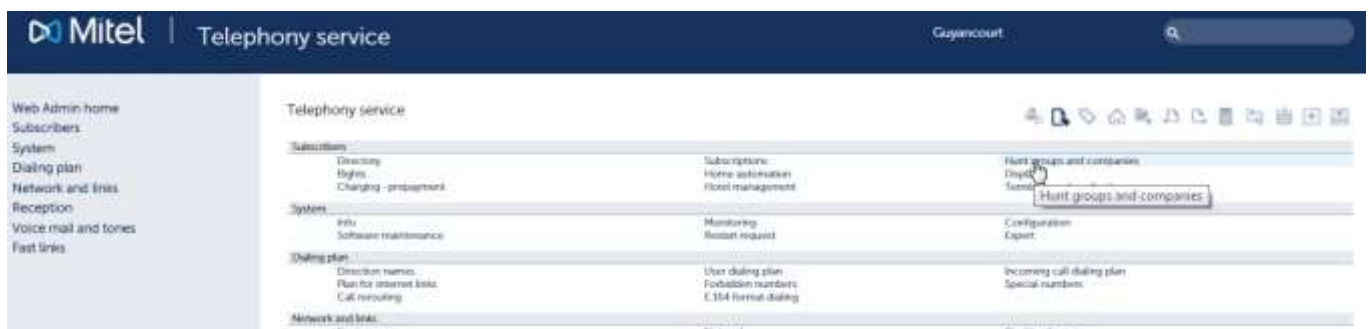 Mitel | Telephony service
Guyancourt
Web Admin home
Subscribers
System
Dialing plan
Network and links
Reception
Voice mail and tones
Fast links
Telephony service
Subscribers
Directory Subscriptions Hunt groups and companies
Rights Home automation
Charging - prepayment Hotel management
Hunt groups and companies
System
Info Monitoring Configuration
Software maintenance Restart request Expert
Dialing plan
Direction names User dialing plan Incoming call dialing plan
Plan for internet links Forbidden numbers Special numbers
Call rerouting E.164 format dialing
Network and links